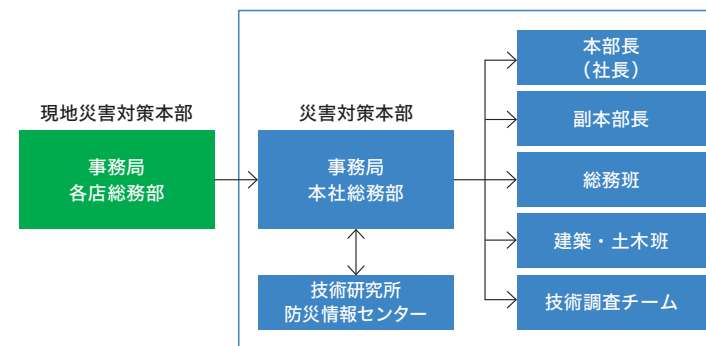 現地災害対策本部
事務局
各店総務部
災害対策本部
事務局
本社総務部
技術研究所
防災情報センター
本部長
（社長）
副本部長
総務班
建築・土木班
技術調査チーム